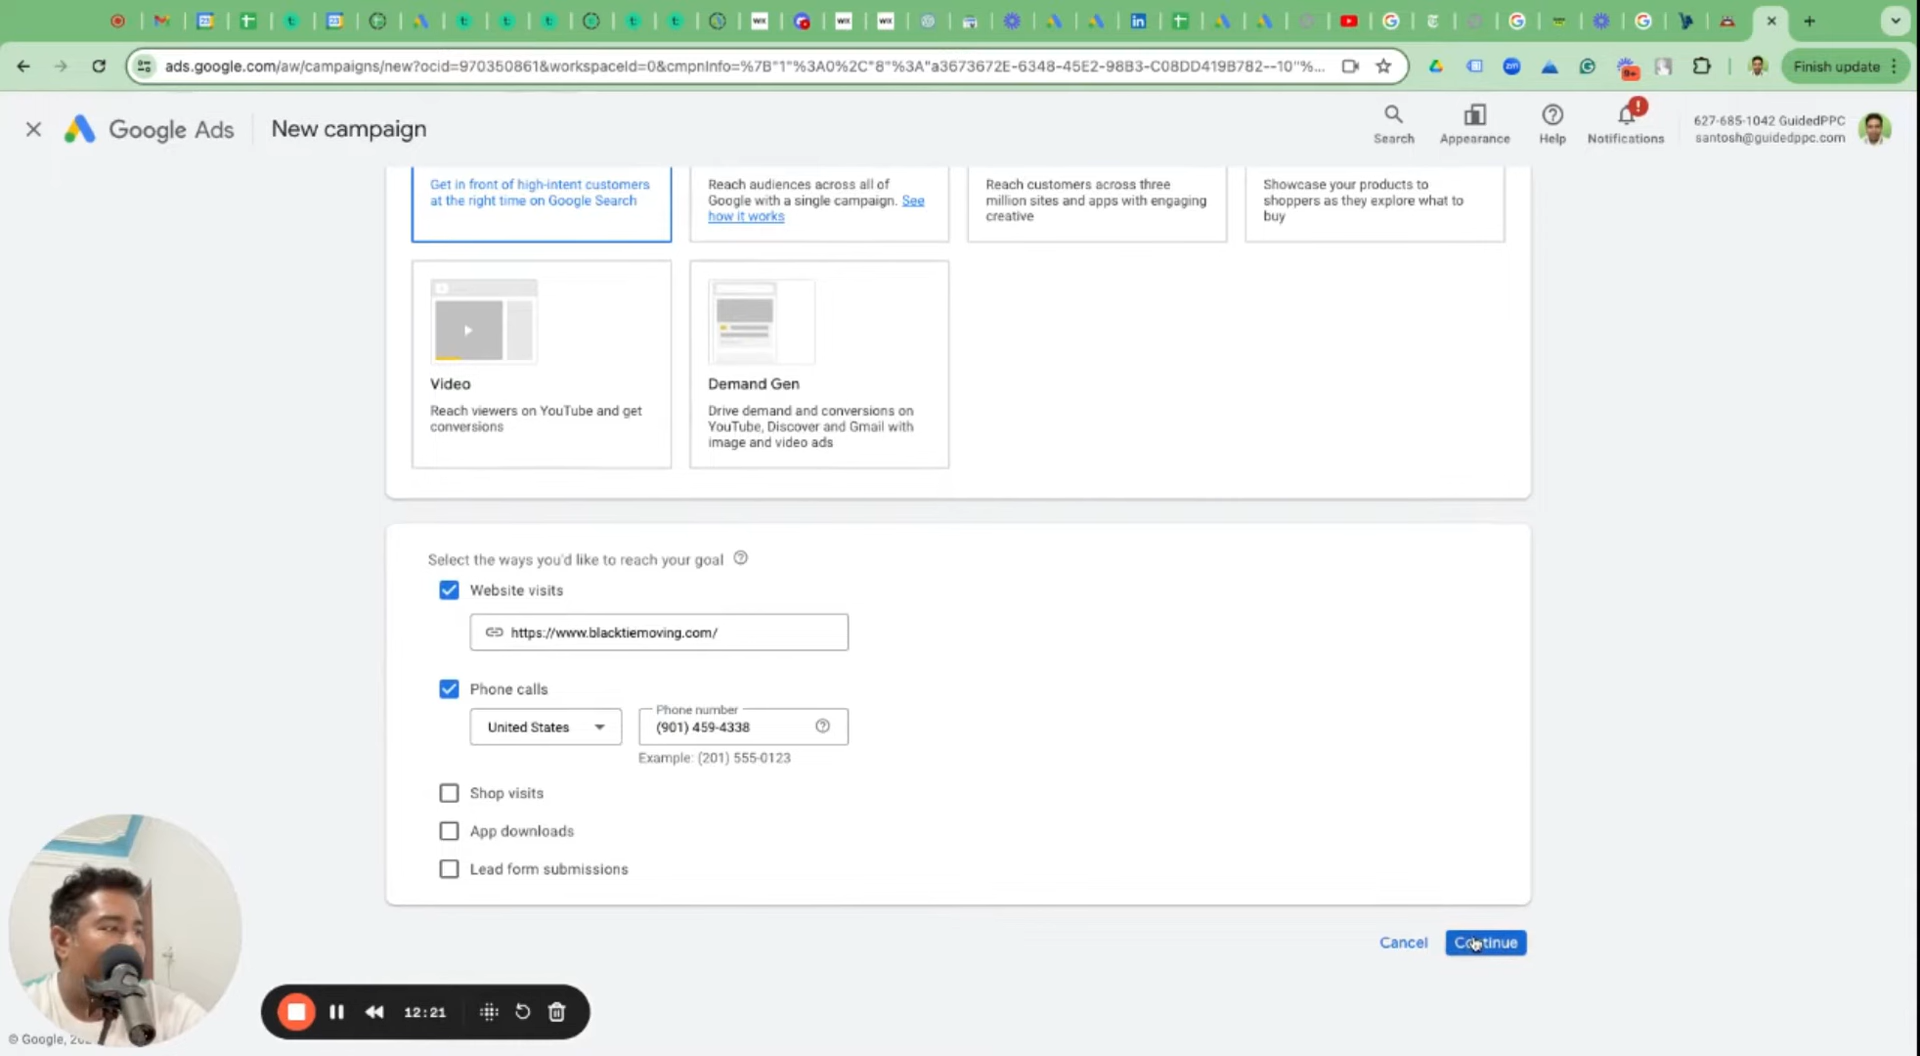 ads.google.com/aw/campaigns/new?ocid=970350861&workspaceId=0&cmpnInfo=%7B"1"%3A0%2C"8"%3A"a3673672E-6348-45E2-98B3-C08DD419B782--10"%...
Finish update
Google Ads
New campaign
Search
Appearance
Help
Notifications
627-685-1042 GuidedPPC
santosh@guidedppc.com
Get in front of high-intent customers
at the right time on Google Search
Reach audiences across all of
Google with a single campaign. See
how it works
Reach customers across three
million sites and apps with engaging
creative
Showcase your products to
shoppers as they explore what to
buy
Video
Reach viewers on YouTube and get
conversions
Demand Gen
Drive demand and conversions on
YouTube, Discover and Gmail with
image and video ads
Select the ways you'd like to reach your goal
Website visits
https://www.blacktiemoving.com/
Phone calls
United States
Phone number
(901) 459-4338
Example: (201) 555-0123
Shop visits
App downloads
Lead form submissions
Cancel
Continue
12:21
© Google,